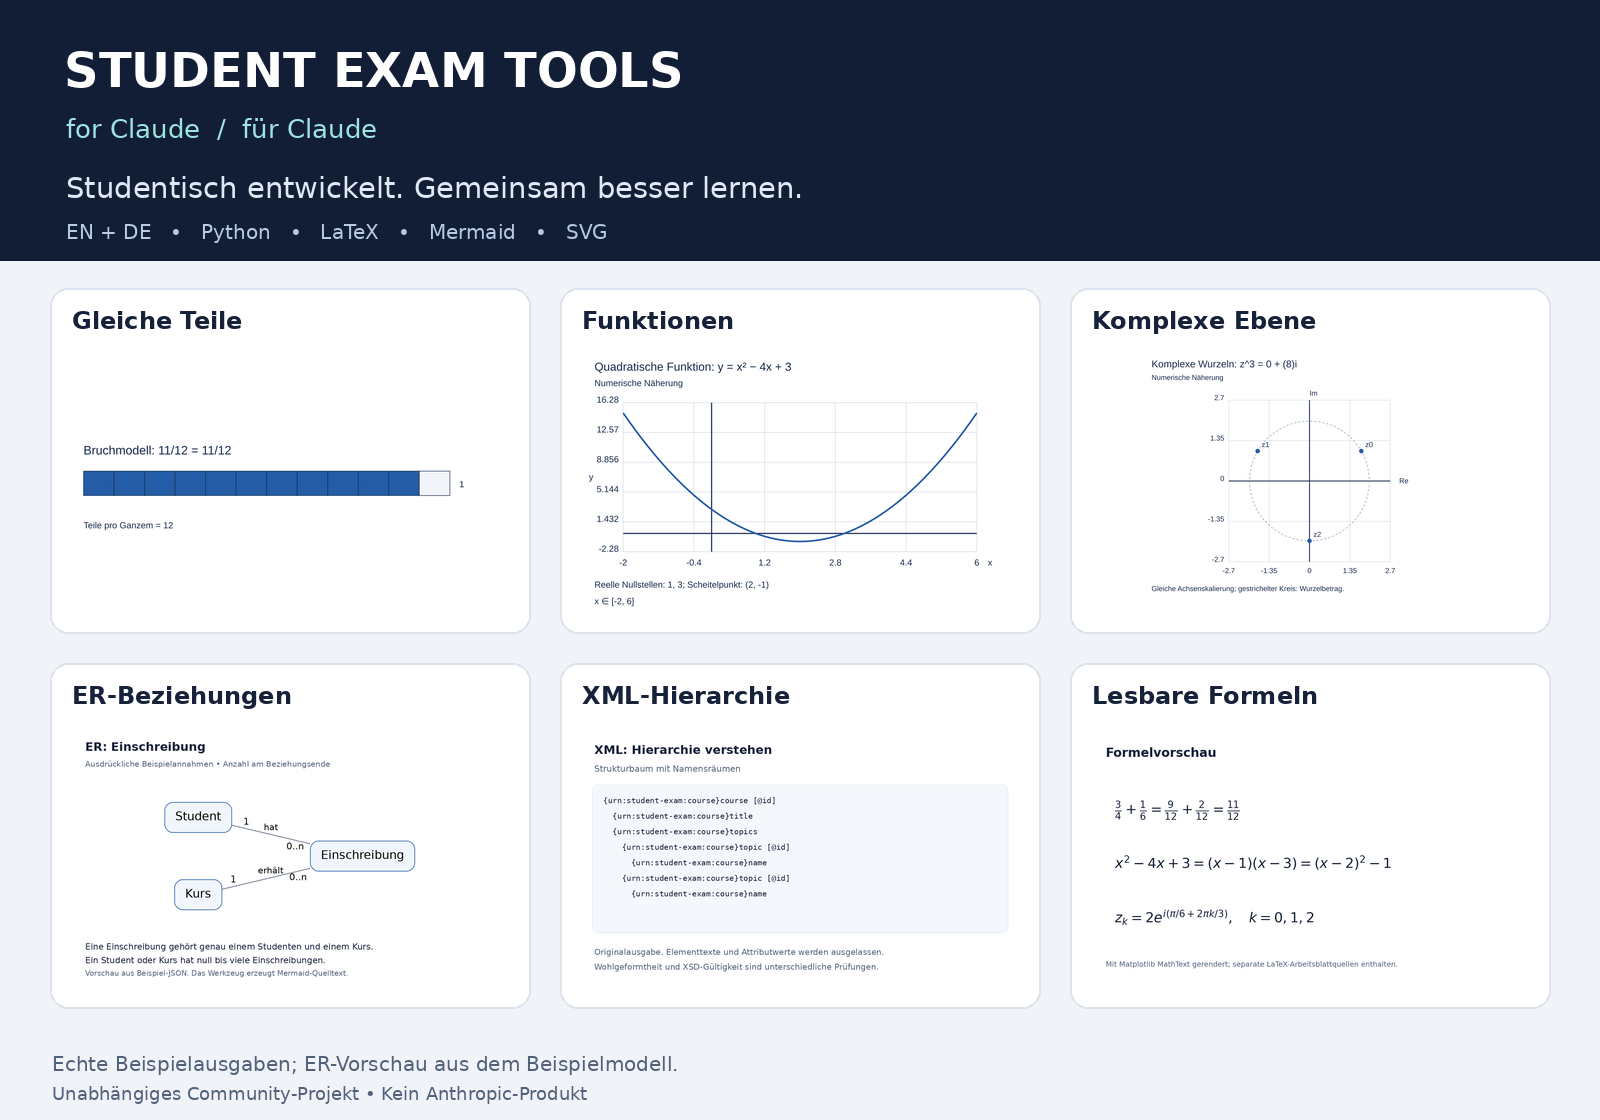 STUDENT EXAM TOOLS
for Claude / für Claude
Studentisch entwickelt. Gemeinsam besser lernen.
EN + DE • Python • LaTeX • Mermaid • SVG
Gleiche Teile
Bruchmodell: 11/12 = 11/12
1
Teile pro Ganzem = 12
Funktionen
Quadratische Funktion: y = x² − 4x + 3
Numerische Näherung
16.28
12.57
8.856
y
5.144
1.432
-2.28
-2 -0.4 1.2 2.8 4.4 6 x
Reelle Nullstellen: 1, 3; Scheitelpunkt: (2, -1)
x ∈ [-2, 6]
Komplexe Ebene
Komplexe Wurzeln: z^3 = 0 + (8)i
Numerische Näherung
Im
2.7
1.35
z1 z0
0
Re
-1.35
z2
-2.7
-2.7 -1.35 0 1.35 2.7
Gleiche Achsenskalierung; gestrichelter Kreis: Wurzelbetrag.
ER-Beziehungen
ER: Einschreibung
Ausdrückliche Beispielannahmen • Anzahl am Beziehungsende
Student
1
hat
0..n
Einschreibung
erhält
0..n
1
Kurs
Eine Einschreibung gehört genau einem Studenten und einem Kurs.
Ein Student oder Kurs hat null bis viele Einschreibungen.
Vorschau aus Beispiel-JSON. Das Werkzeug erzeugt Mermaid-Quelltext.
XML-Hierarchie
XML: Hierarchie verstehen
Strukturbaum mit Namensräumen
{urn:student-exam:course}course [@id]
{urn:student-exam:course}title
{urn:student-exam:course}topics
{urn:student-exam:course}topic [@id]
{urn:student-exam:course}name
{urn:student-exam:course}topic [@id]
{urn:student-exam:course}name
Originalausgabe. Elementtexte und Attributwerte werden ausgelassen.
Wohlgeformtheit und XSD-Gültigkeit sind unterschiedliche Prüfungen.
Lesbare Formeln
Formelvorschau
3/4 + 1/6 = 9/12 + 2/12 = 11/12
x² − 4x + 3 = (x − 1)(x − 3) = (x − 2)² − 1
z_k = 2e^{i(π/6 + 2πk/3)}, k = 0, 1, 2
Mit Matplotlib MathText gerendert; separate LaTeX-Arbeitsblattquellen enthalten.
Echte Beispielausgaben; ER-Vorschau aus dem Beispielmodell.
Unabhängiges Community-Projekt • Kein Anthropic-Produkt